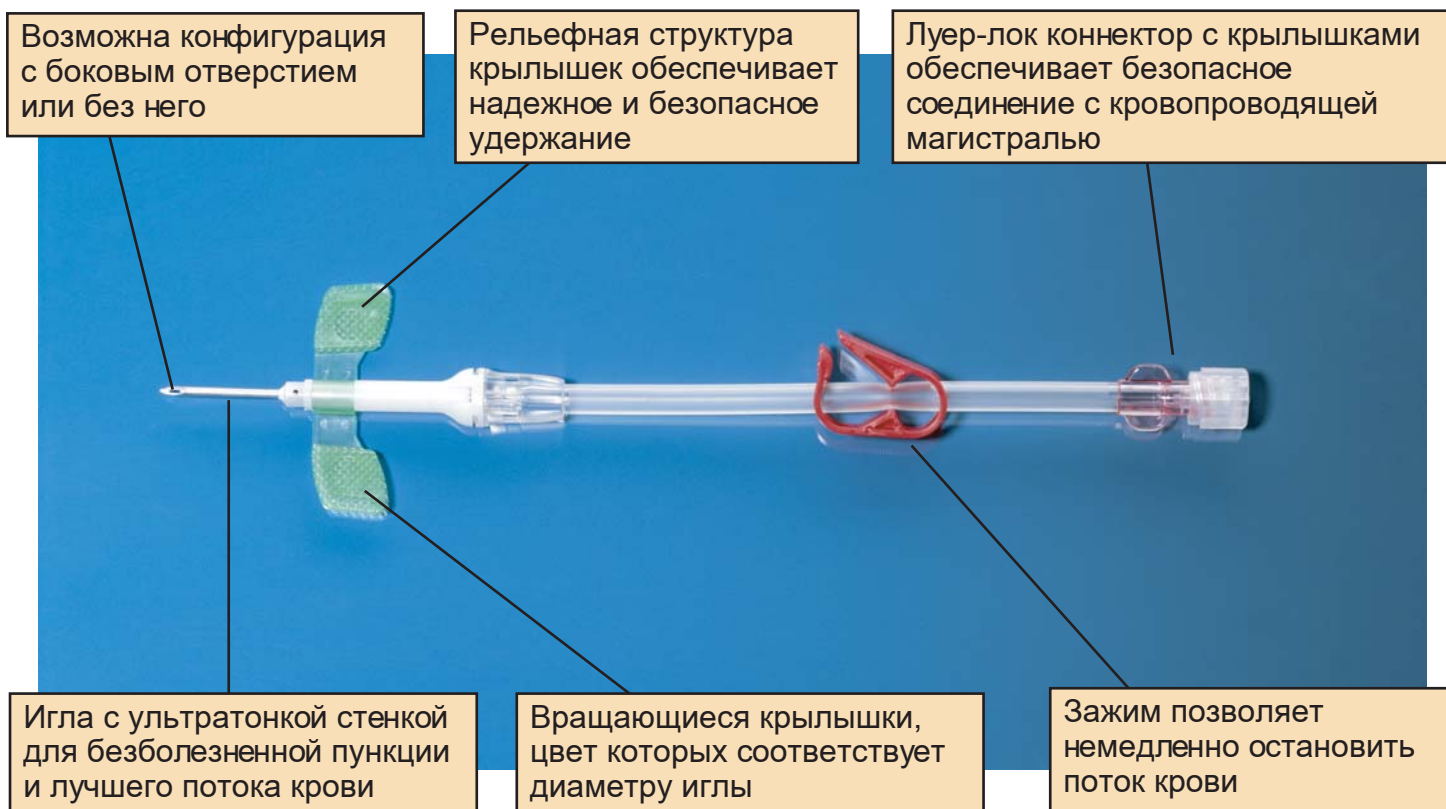 Возможна конфигурация
с боковым отверстием
или без него
Рельефная структура
крылышек обеспечивает
надежное и безопасное
удержание
Луер-лок коннектор с крылышками
обеспечивает безопасное
соединение с кровопроводящей
магистралью
Игла с ультратонкой стенкой
для безболезненной пункции
и лучшего потока крови
Вращающиеся крылышки,
цвет которых соответствует
диаметру иглы
Зажим позволяет
немедленно остановить
поток крови